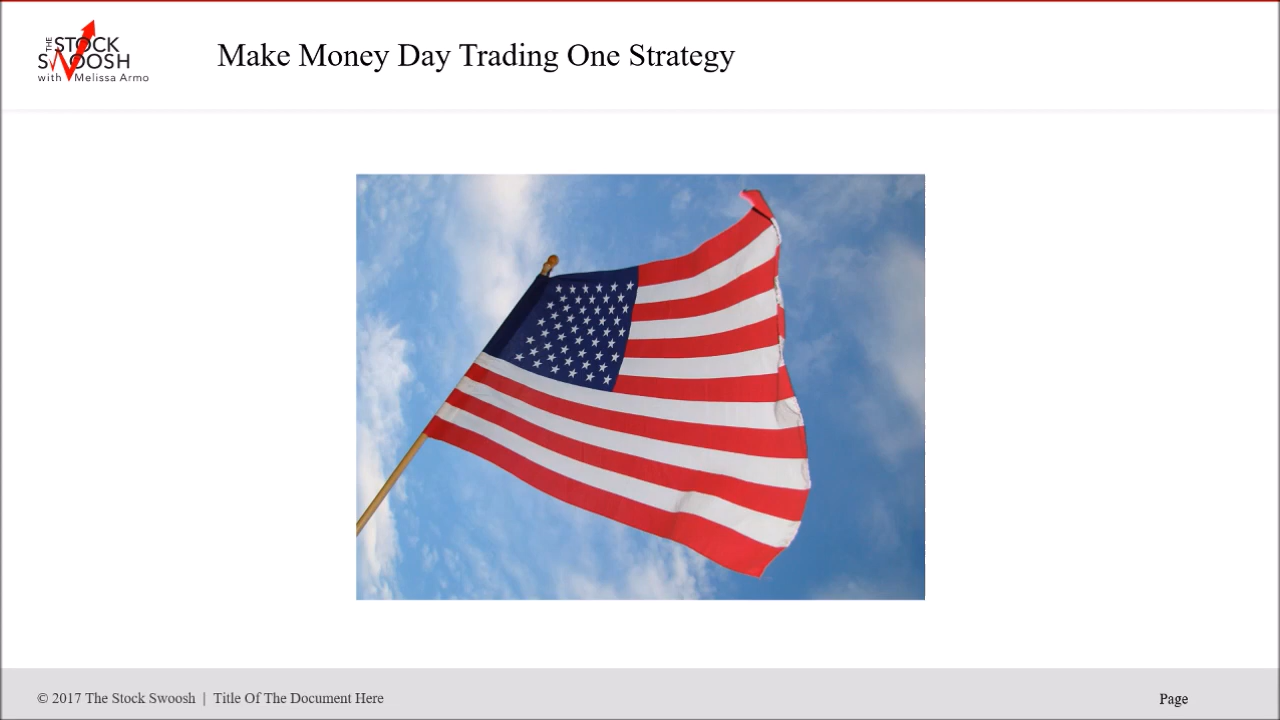 THE
STOCK
SWOOSH
with Melissa Armo
Make Money Day Trading One Strategy
© 2017 The Stock Swoosh | Title Of The Document Here
Page